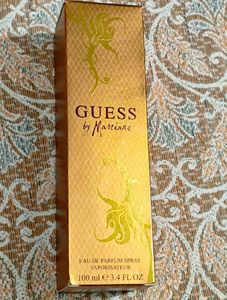 GUESS
by Marciano
EAU DE PARFUM SPRAY
VAPORISATEUR
100 ml e 3.4 FL OZ